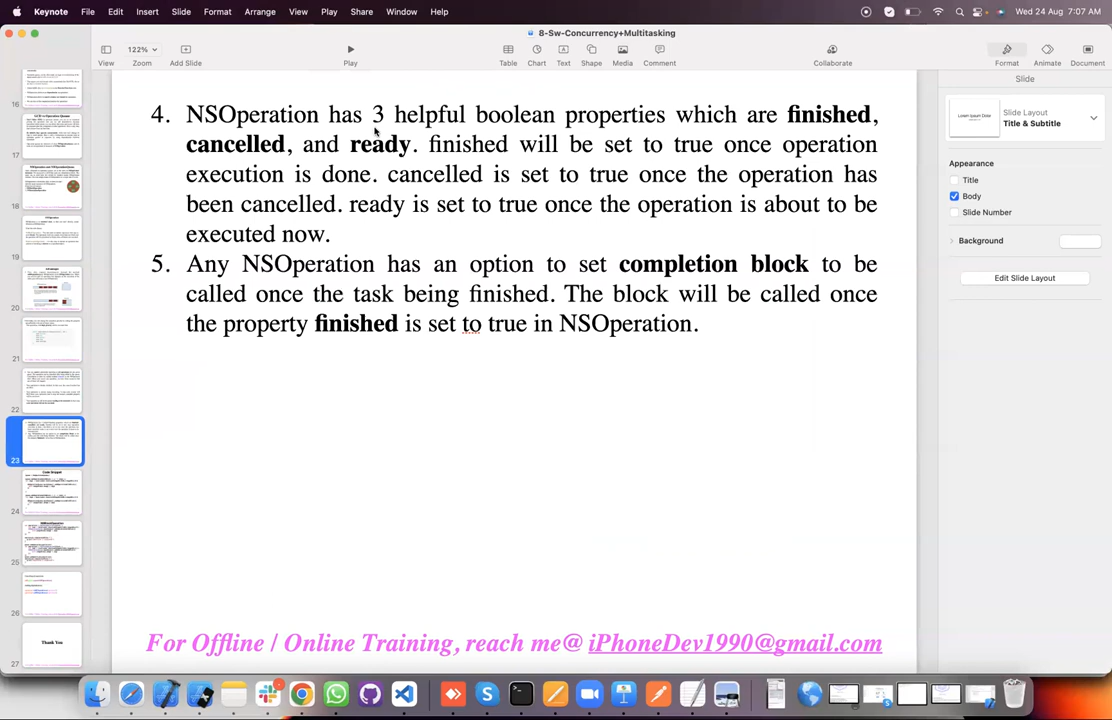 Keynote File Edit Insert Slide Format Arrange View Play Share Window Help Wed 24 Aug 7:07 AM
8-Sw-Concurrency+Multitasking
122%
View Zoom Add Slide Play Table Chart Text Shape Media Comment Collaborate Format Animate Document
Slide
Slide Layout
Title & Subtitle
Appearance
Title
Body
Slide Number
Background
Edit Slide Layout
16
17
18
19
20
21
22
23
24
25
26
27
Code Snippet
Thank You
4. NSOperation has 3 helpful boolean properties which are finished,
cancelled, and ready. finished will be set to true once operation
execution is done. cancelled is set to true once the operation has
been cancelled. ready is set to true once the operation is about to be
executed now.
5. Any NSOperation has an option to set completion block to be
called once the task being finished. The block will be called once
the property finished is set to true in NSOperation.
For Offline / Online Training, reach me@ iPhoneDev1990@gmail.com